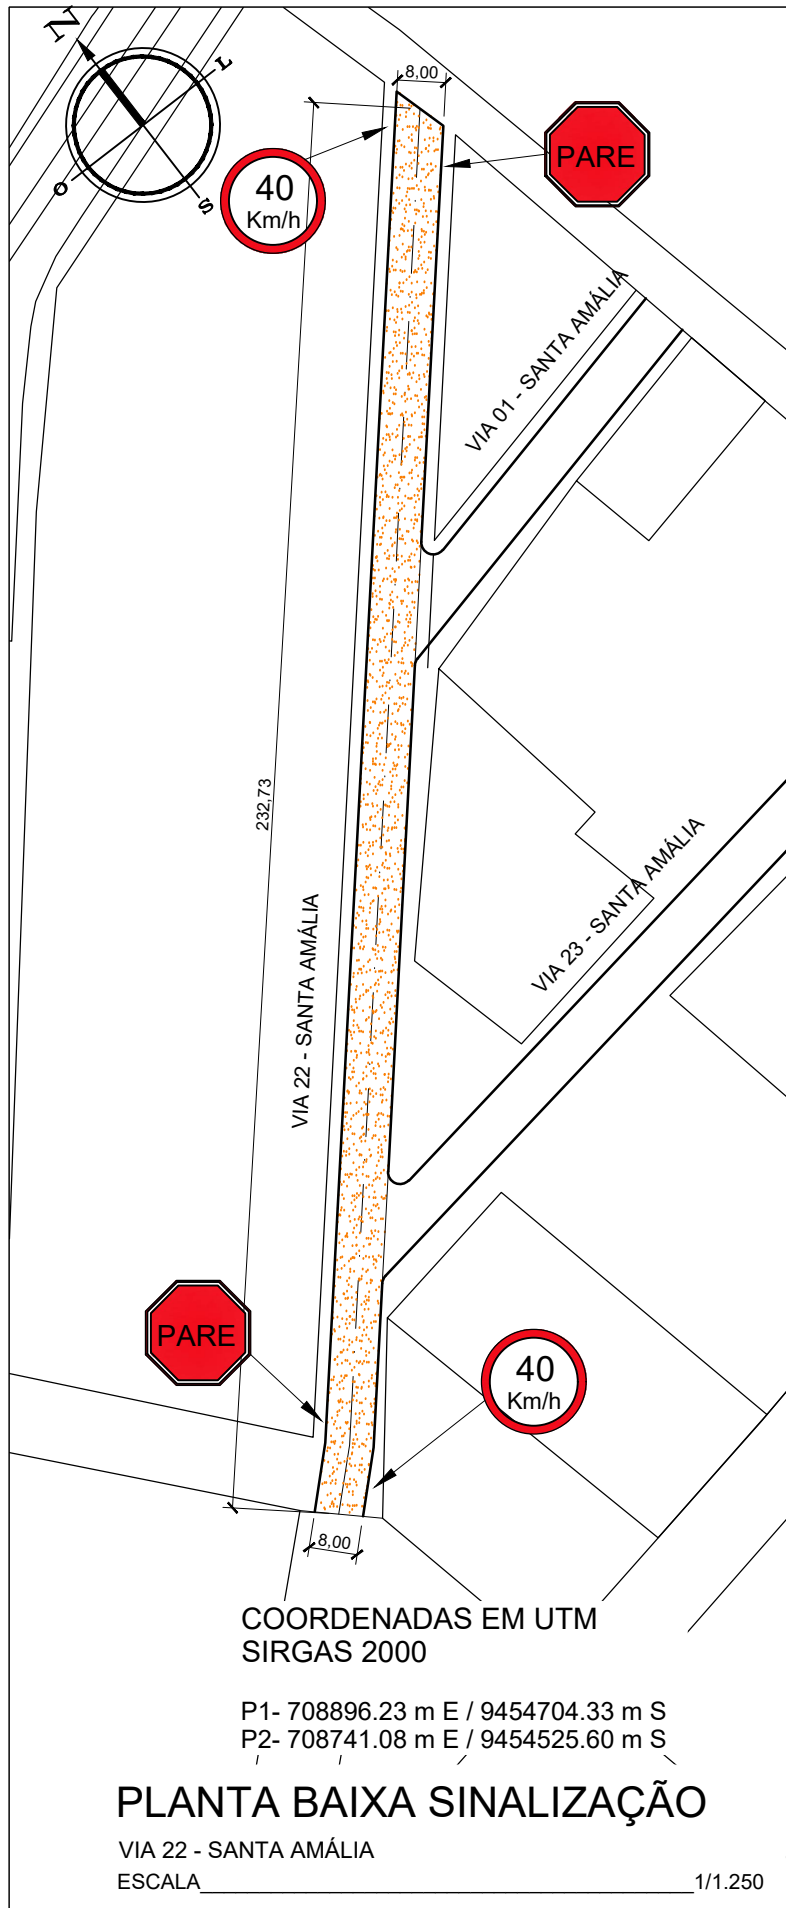 N
L
O
S
8,00
40
Km/h
PARE
VIA 01 - SANTA AMÁLIA
232,73
VIA 22 - SANTA AMÁLIA
VIA 23 - SANTA AMÁLIA
PARE
40
Km/h
8,00
COORDENADAS EM UTM
SIRGAS 2000
P1- 708896.23 m E / 9454704.33 m S
P2- 708741.08 m E / 9454525.60 m S
PLANTA BAIXA SINALIZAÇÃO
VIA 22 - SANTA AMÁLIA
ESCALA_________________________________________1/1.250